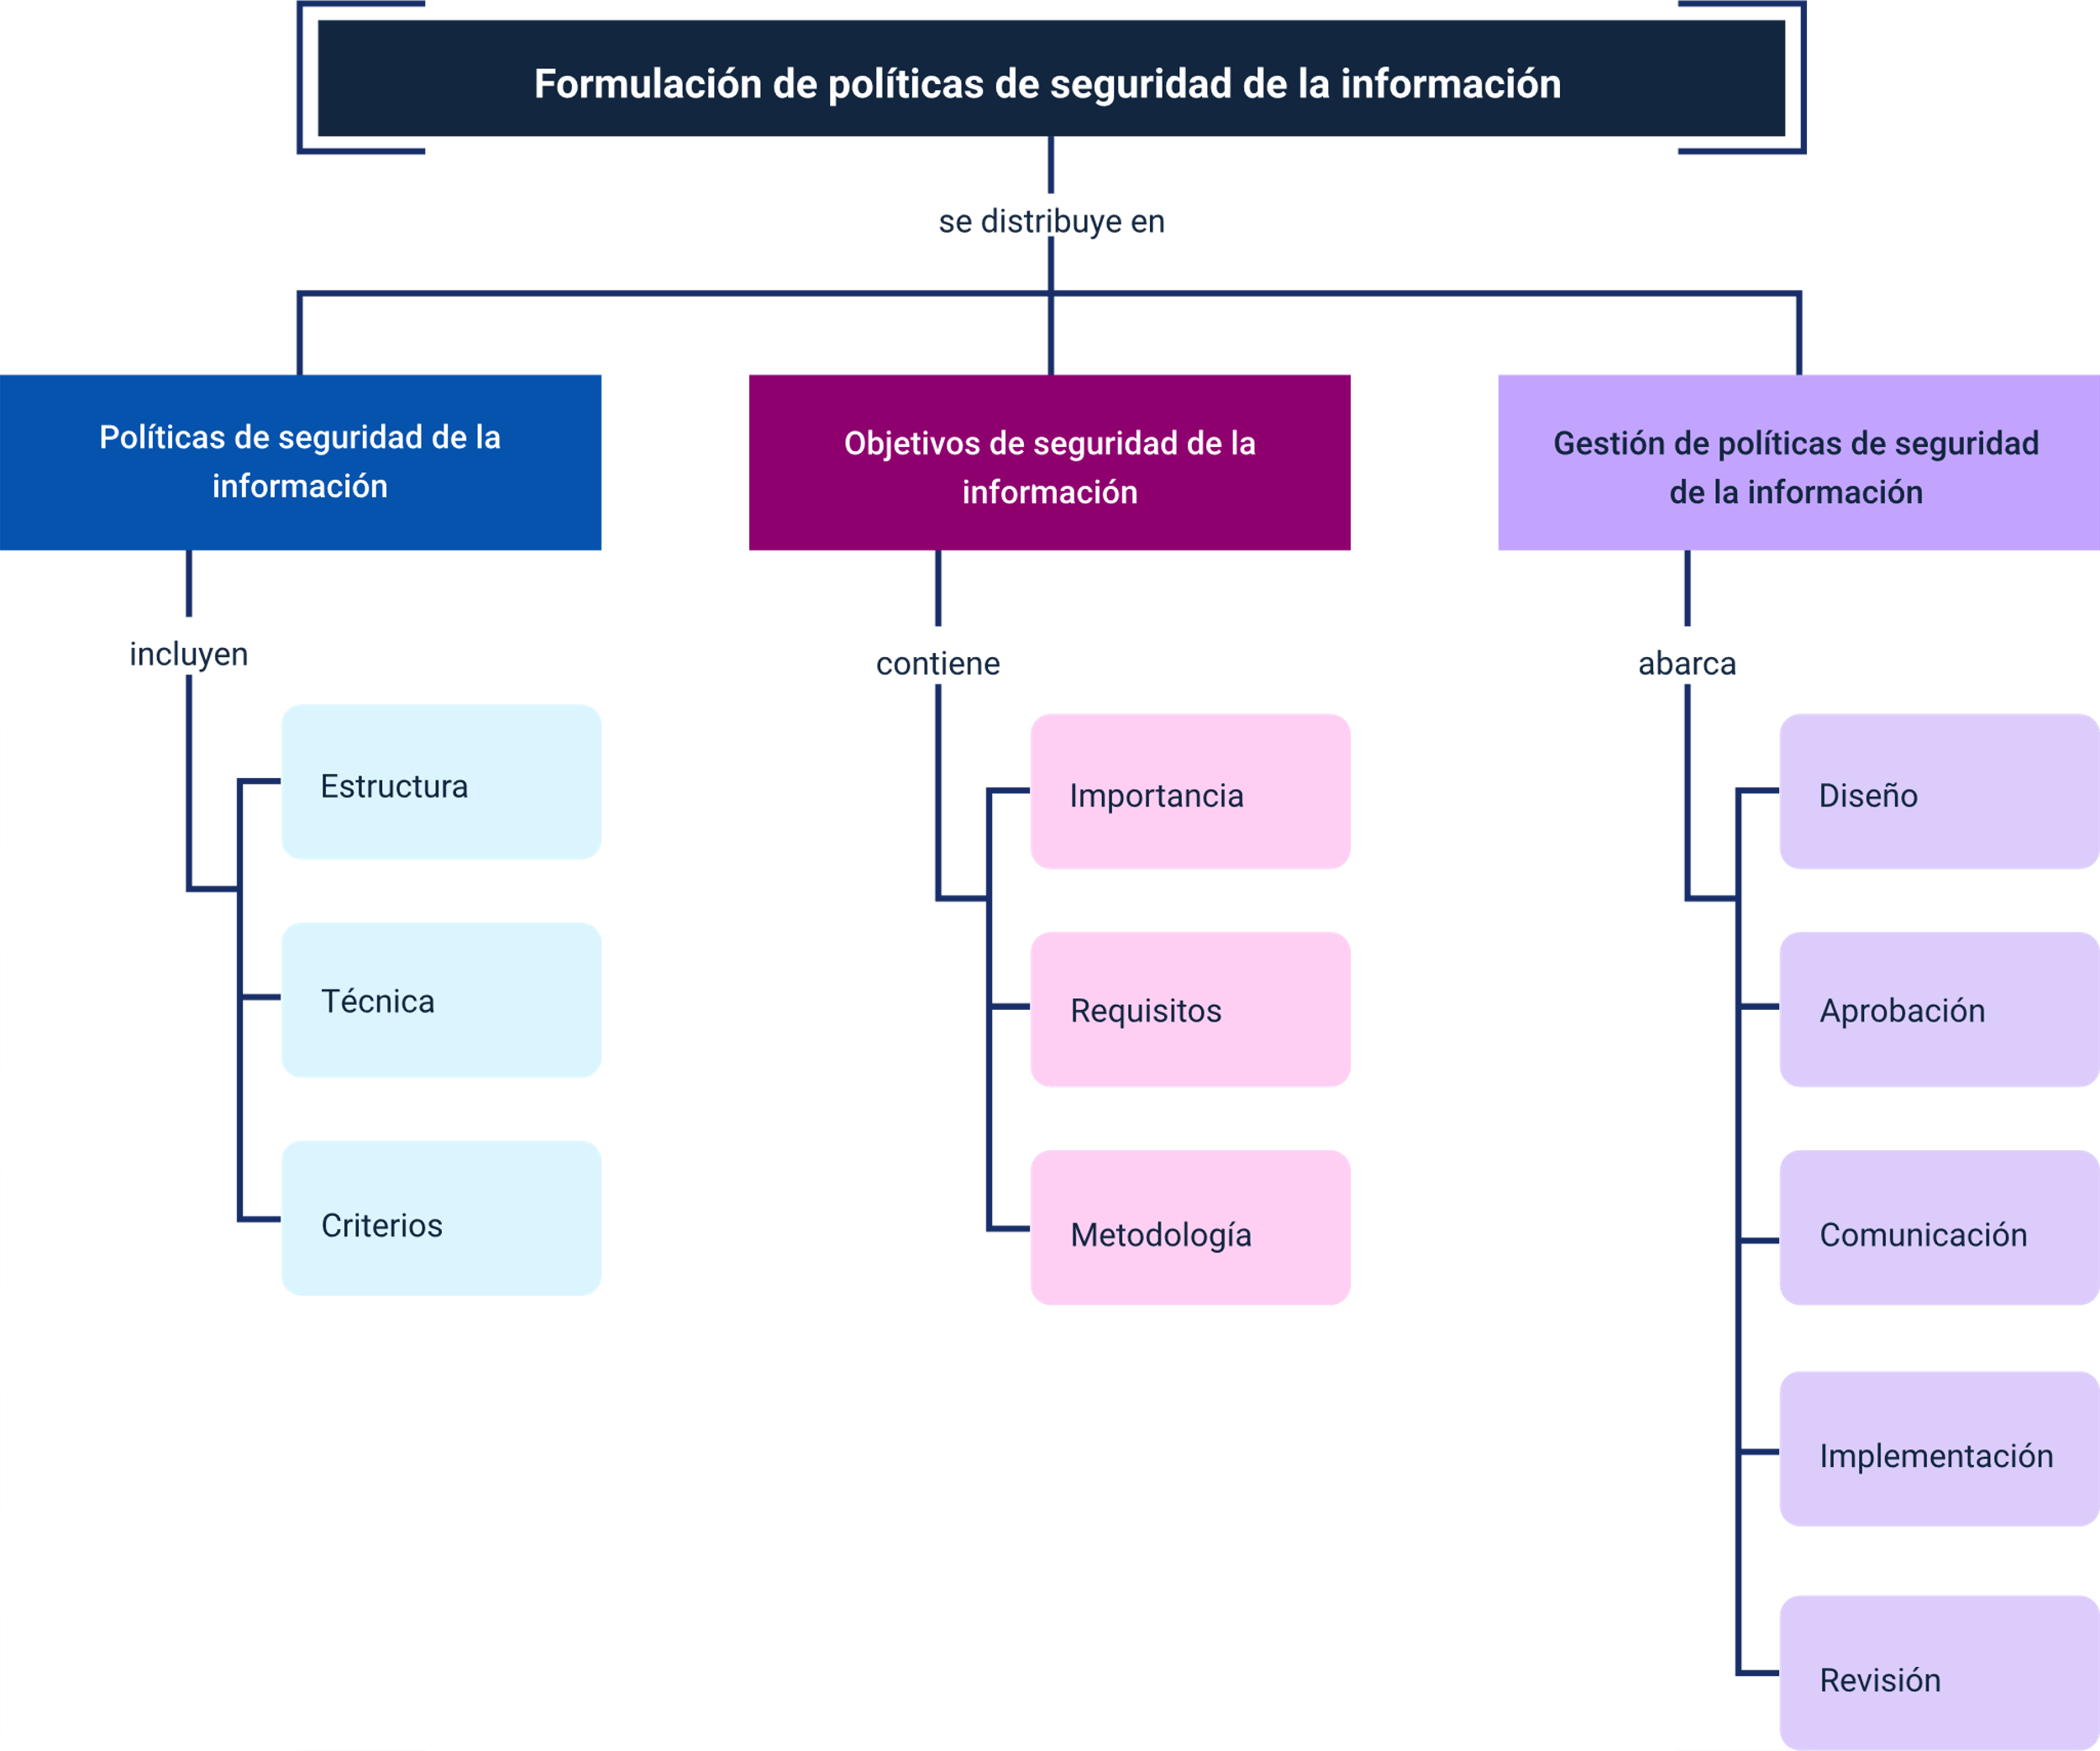 Formulación de políticas de seguridad de la información
se distribuye en
Políticas de seguridad de la
información
incluyen
Estructura
Técnica
Criterios
Objetivos de seguridad de la
información
contiene
Importancia
Requisitos
Metodología
Gestión de políticas de seguridad
de la información
abarca
Diseño
Aprobación
Comunicación
Implementación
Revisión